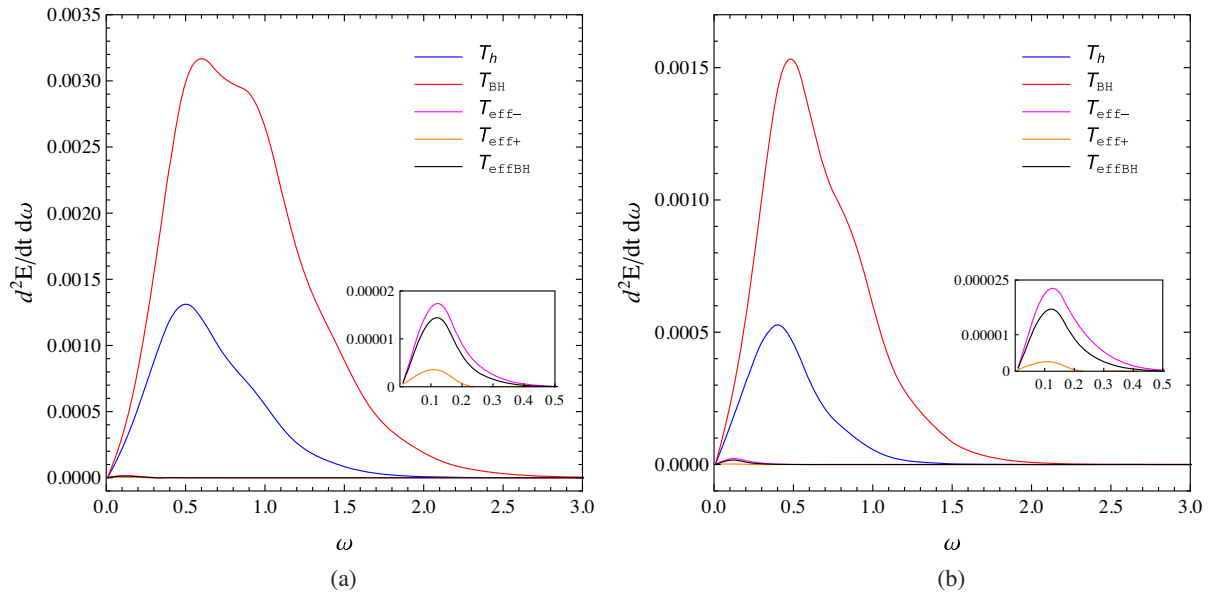 0.0035
0.0030
0.0025
0.0020
0.0015
0.0010
0.0005
0.0000
d²E/dt dω
T_h
T_BH
T_eff−
T_eff+
T_effBH
0.00002
0.00001
0
0.1 0.2 0.3 0.4 0.5
0.0 0.5 1.0 1.5 2.0 2.5 3.0
ω
(a)
0.0015
0.0010
0.0005
0.0000
d²E/dt dω
T_h
T_BH
T_eff−
T_eff+
T_effBH
0.000025
0.00001
0
0.1 0.2 0.3 0.4 0.5
0.0 0.5 1.0 1.5 2.0 2.5 3.0
ω
(b)